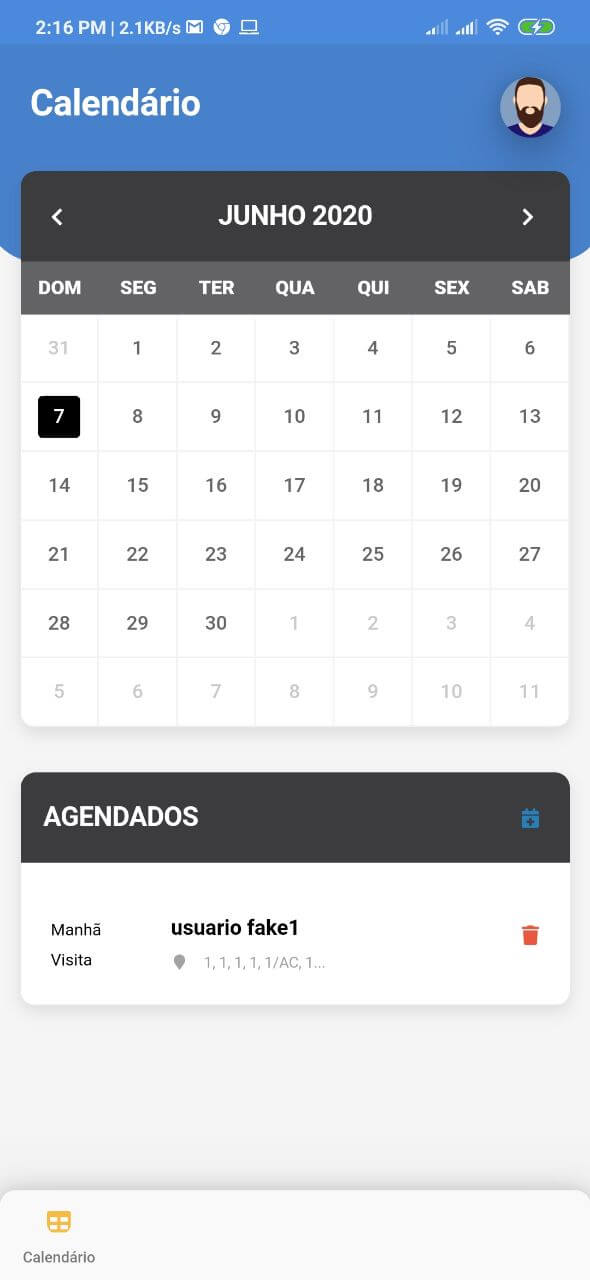 2:16 PM | 2.1KB/s
Calendário
JUNHO 2020
DOM SEG TER QUA QUI SEX SAB
31 1 2 3 4 5 6
7 8 9 10 11 12 13
14 15 16 17 18 19 20
21 22 23 24 25 26 27
28 29 30 1 2 3 4
5 6 7 8 9 10 11
AGENDADOS
Manhã usuario fake1
Visita 1, 1, 1, 1, 1/AC, 1...
Calendário